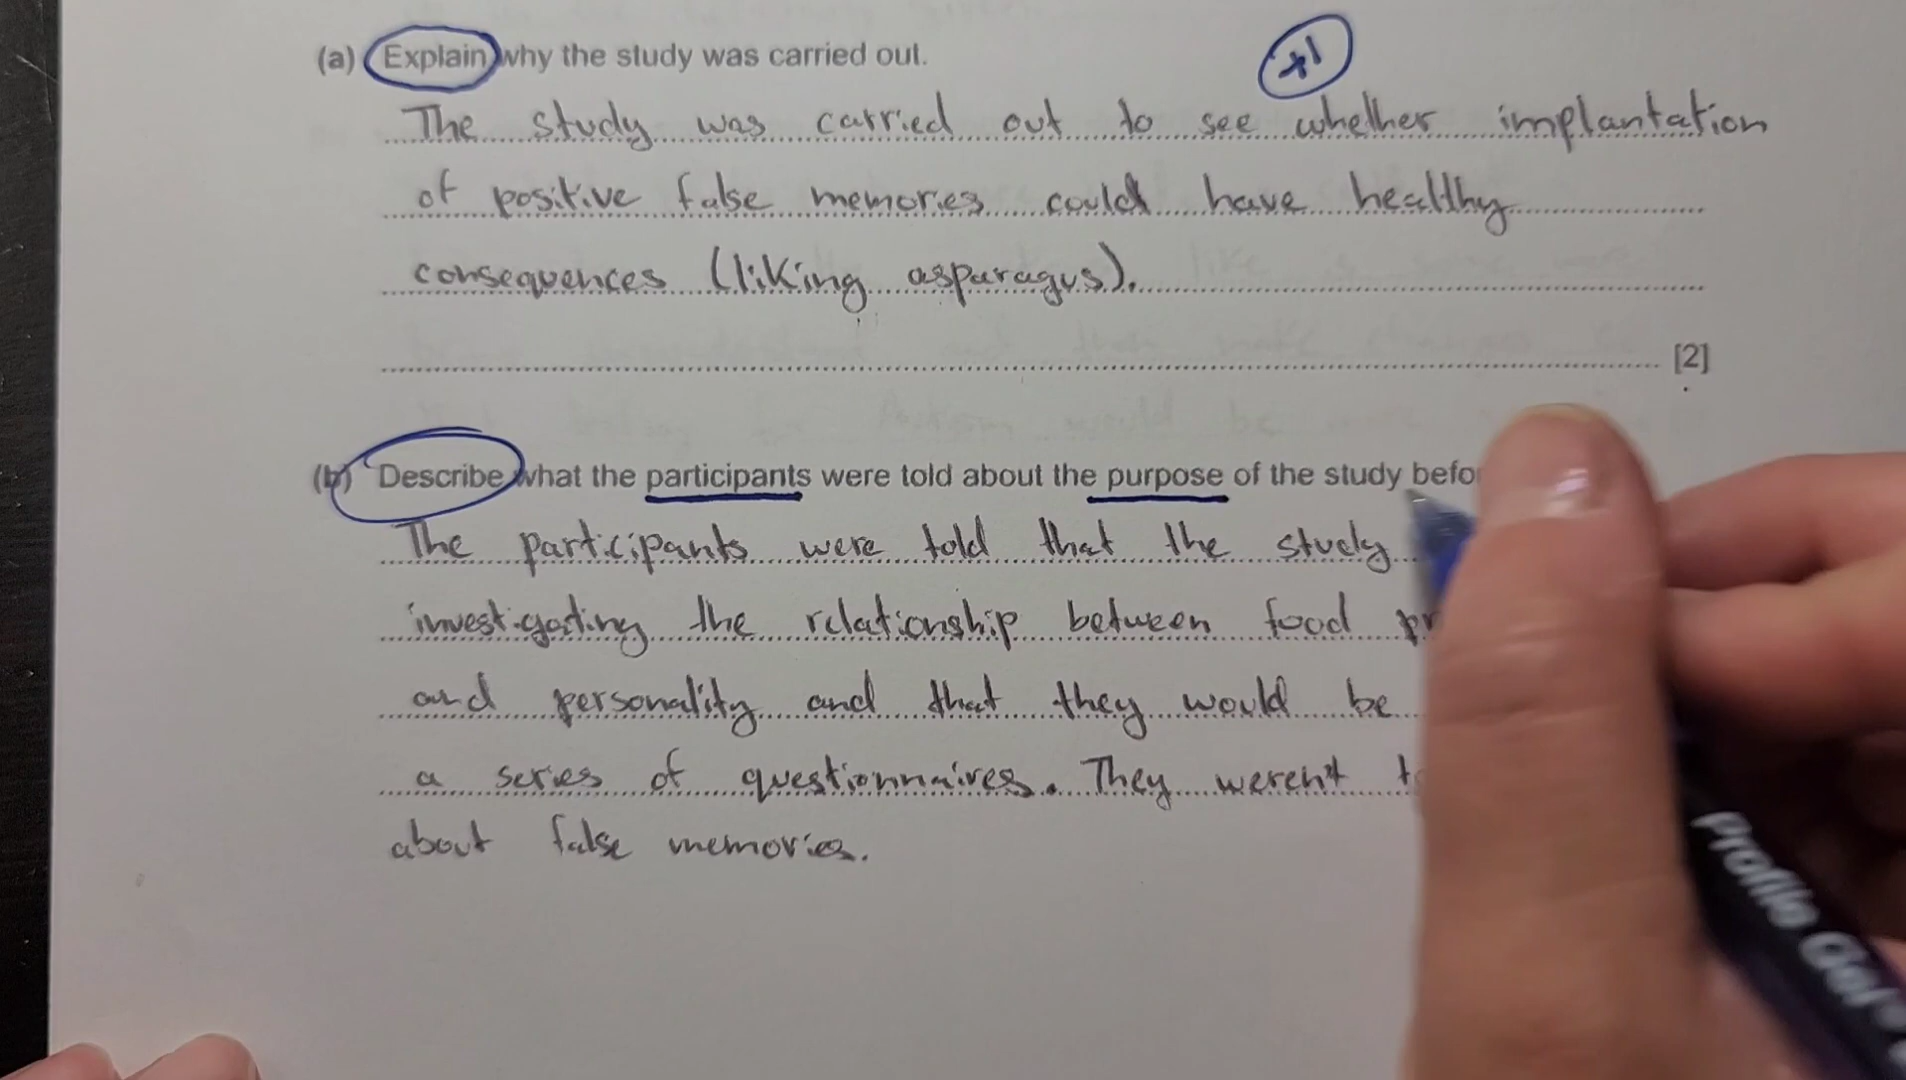 (a) Explain why the study was carried out.
+1
The study was carried out to see whether implantation
of positive false memories could have healthy
consequences (liking asparagus).
[2]
(b) Describe what the participants were told about the purpose of the study
The participants were told that the study
investigating the relationship between food
and personality and that they would be
a series of questionnaires. They weren't
about false memories.
Profile